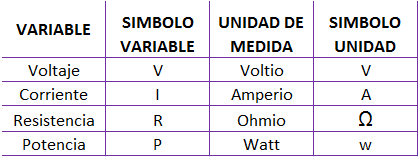 VARIABLE SIMBOLO VARIABLE UNIDAD DE MEDIDA SIMBOLO UNIDAD
Voltaje V Voltio V
Corriente I Amperio A
Resistencia R Ohmio Ω
Potencia P Watt w